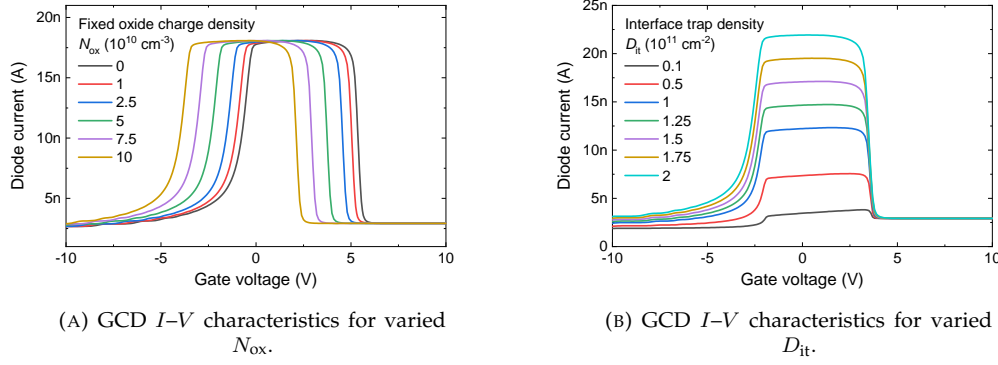 20n
15n
10n
5n
Diode current (A)
Fixed oxide charge density
N_ox (10^10 cm^-3)
0
1
2.5
5
7.5
10
-10 -5 0 5 10
Gate voltage (V)
(A) GCD I–V characteristics for varied
N_ox.
25n
20n
15n
10n
5n
0
Diode current (A)
Interface trap density
D_it (10^11 cm^-2)
0.1
0.5
1
1.25
1.5
1.75
2
-10 -5 0 5 10
Gate voltage (V)
(B) GCD I–V characteristics for varied
D_it.